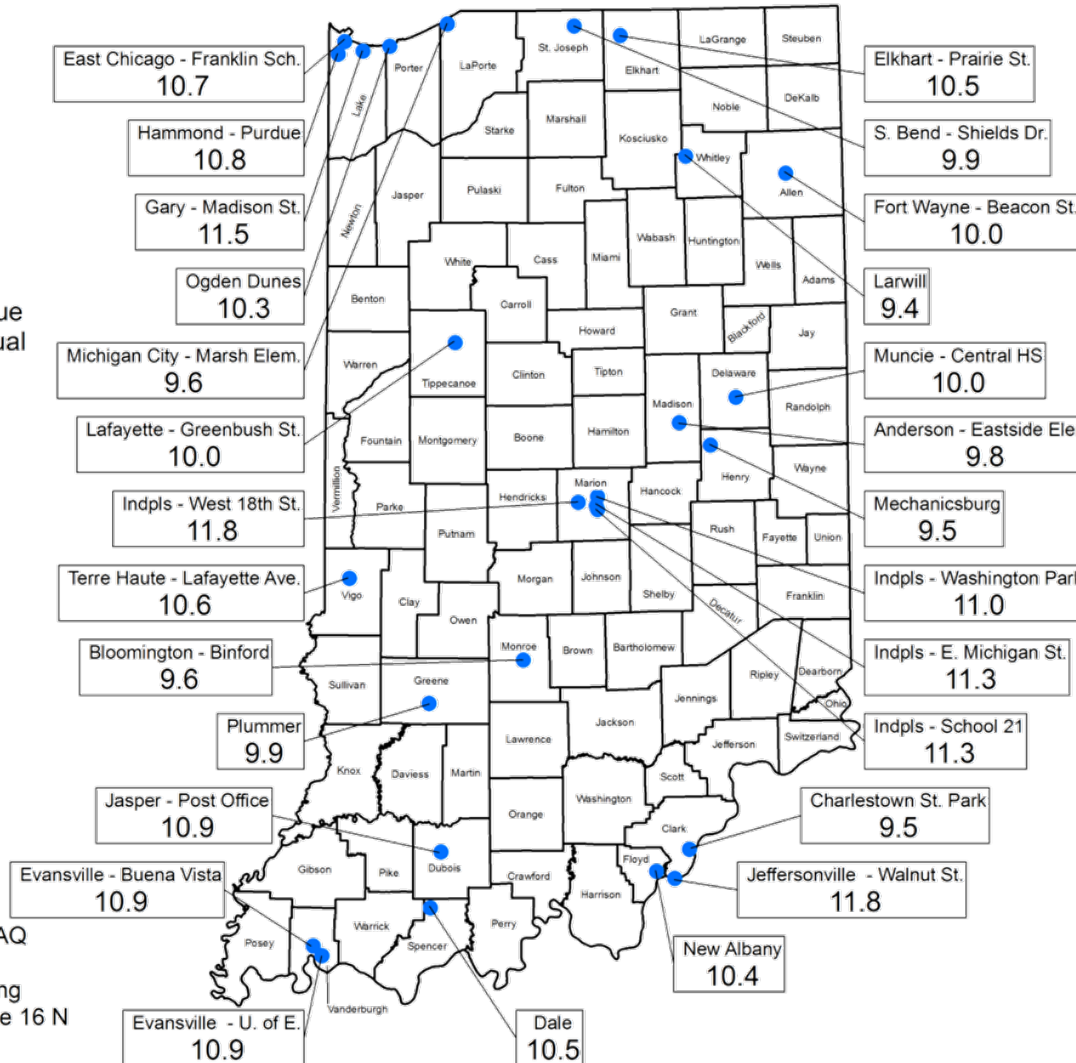 East Chicago - Franklin Sch.
10.7
Hammond - Purdue
10.8
Gary - Madison St.
11.5
Ogden Dunes
10.3
Michigan City - Marsh Elem.
9.6
Lafayette - Greenbush St.
10.0
Indpls - West 18th St.
11.8
Terre Haute - Lafayette Ave.
10.6
Bloomington - Binford
9.6
Plummer
9.9
Jasper - Post Office
10.9
Evansville - Buena Vista
10.9
Evansville - U. of E.
10.9
Dale
10.5
Elkhart - Prairie St.
10.5
S. Bend - Shields Dr.
9.9
Fort Wayne - Beacon St.
10.0
Larwill
9.4
Muncie - Central HS
10.0
Anderson - Eastside Ele
9.8
Mechanicsburg
9.5
Indpls - Washington Park
11.0
Indpls - E. Michigan St.
11.3
Indpls - School 21
11.3
Charlestown St. Park
9.5
Jeffersonville - Walnut St.
11.8
New Albany
10.4
ue
ual
AQ
ng
e 16 N
Lake
Porter
LaPorte
St. Joseph
Elkhart
LaGrange
Steuben
Noble
DeKalb
Starke
Marshall
Kosciusko
Whitley
Allen
Newton
Jasper
Pulaski
Fulton
Wabash
Huntington
Miami
Wells
Adams
White
Cass
Carroll
Benton
Grant
Blackford
Jay
Howard
Warren
Tippecanoe
Clinton
Tipton
Delaware
Madison
Randolph
Fountain
Montgomery
Boone
Hamilton
Henry
Wayne
Vermillion
Parke
Putnam
Hendricks
Marion
Hancock
Rush
Fayette
Union
Vigo
Clay
Owen
Morgan
Johnson
Shelby
Decatur
Franklin
Sullivan
Greene
Monroe
Brown
Bartholomew
Jennings
Ripley
Dearborn
Ohio
Switzerland
Jefferson
Knox
Daviess
Martin
Lawrence
Jackson
Scott
Washington
Orange
Clark
Floyd
Harrison
Crawford
Gibson
Pike
Dubois
Posey
Warrick
Spencer
Perry
Vanderburgh